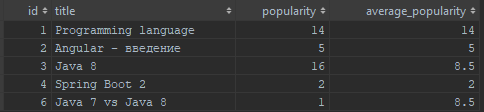 id title popularity average_popularity
1 Programming language 14 14
2 Angular - введение 5 5
3 Java 8 16 8.5
4 Spring Boot 2 2 2
6 Java 7 vs Java 8 1 8.5